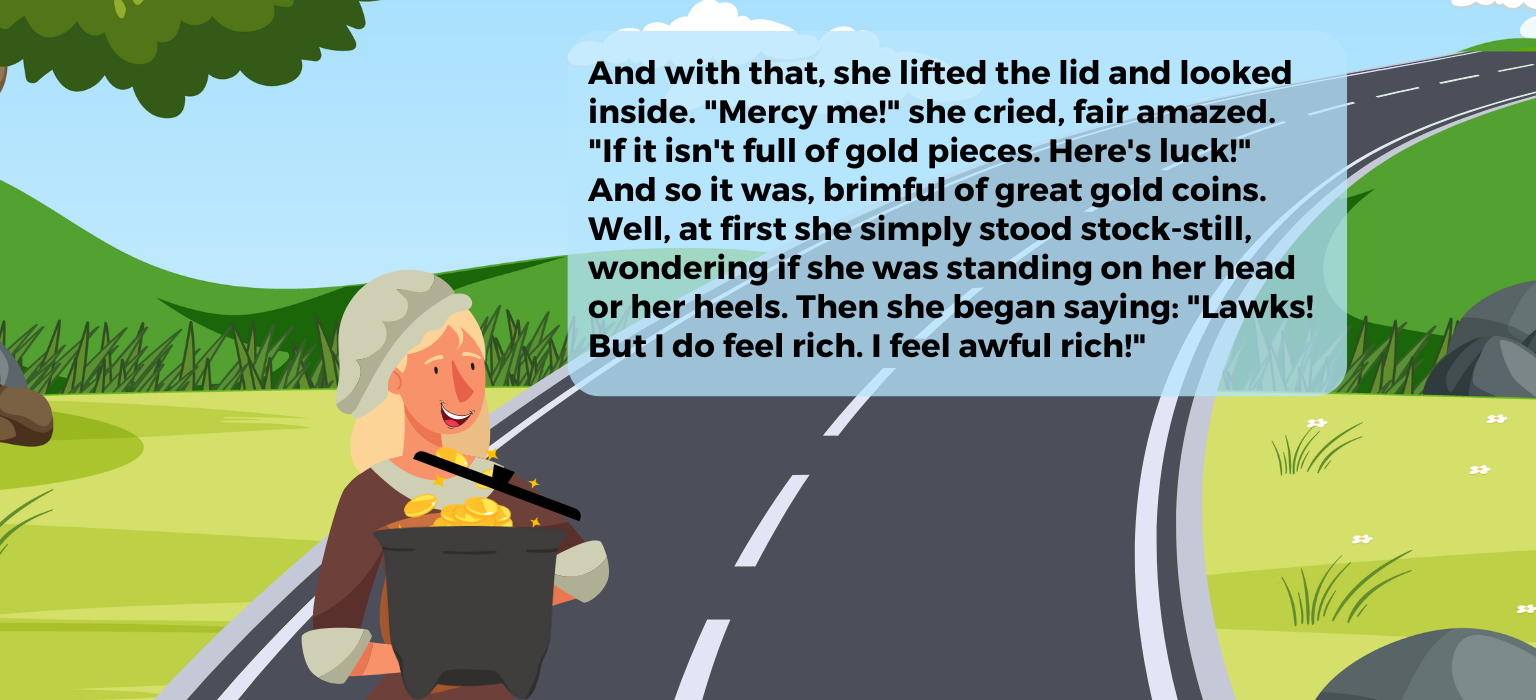 And with that, she lifted the lid and looked
inside. "Mercy me!" she cried, fair amazed.
"If it isn't full of gold pieces. Here's luck!"
And so it was, brimful of great gold coins.
Well, at first she simply stood stock-still,
wondering if she was standing on her head
or her heels. Then she began saying: "Lawks!
But I do feel rich. I feel awful rich!"